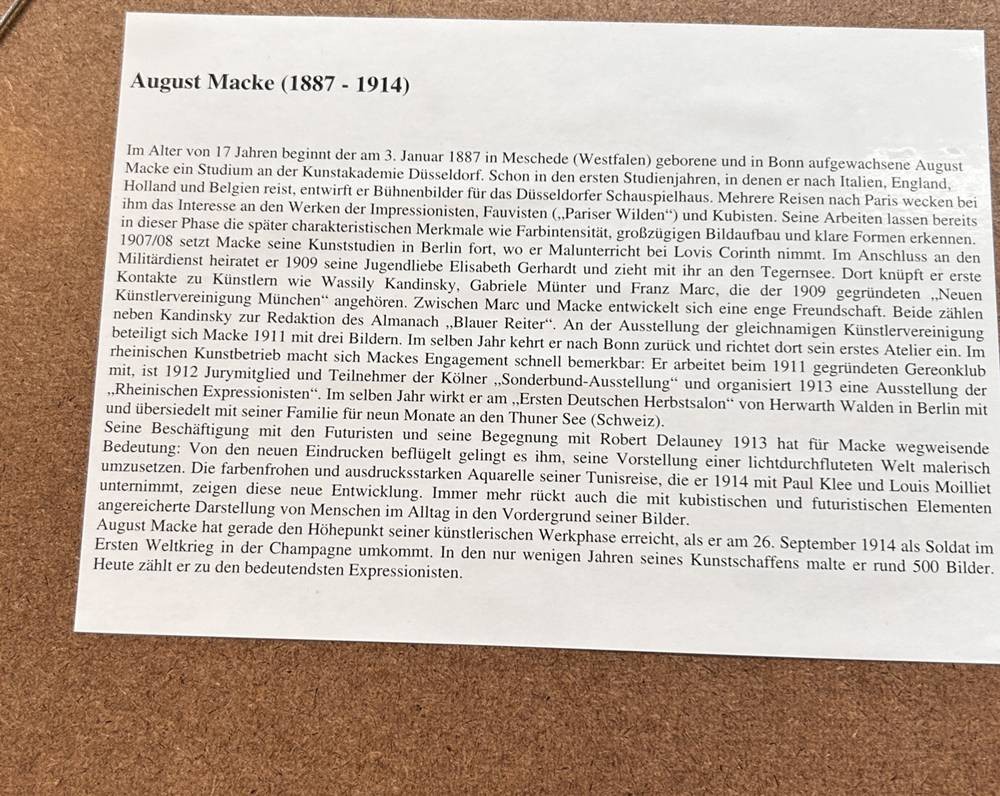 August Macke (1887 - 1914)
Im Alter von 17 Jahren beginnt der am 3. Januar 1887 in Meschede (Westfalen) geborene und in Bonn aufgewachsene August
Macke ein Studium an der Kunstakademie Düsseldorf. Schon in den ersten Studienjahren, in denen er nach Italien, England,
Holland und Belgien reist, entwirft er Bühnenbilder für das Düsseldorfer Schauspielhaus. Mehrere Reisen nach Paris wecken bei
ihm das Interesse an den Werken der Impressionisten, Fauvisten („Pariser Wilden“) und Kubisten. Seine Arbeiten lassen bereits
in dieser Phase die später charakteristischen Merkmale wie Farbintensität, großzügigen Bildaufbau und klare Formen erkennen.
1907/08 setzt Macke seine Kunststudien in Berlin fort, wo er Malunterricht bei Lovis Corinth nimmt. Im Anschluss an den
Militärdienst heiratet er 1909 seine Jugendliebe Elisabeth Gerhardt und zieht mit ihr an den Tegernsee. Dort knüpft er erste
Kontakte zu Künstlern wie Wassily Kandinsky, Gabriele Münter und Franz Marc, die der 1909 gegründeten „Neuen
Künstlervereinigung München“ angehören. Zwischen Marc und Macke entwickelt sich eine enge Freundschaft. Beide zählen
neben Kandinsky zur Redaktion des Almanach „Blauer Reiter“. An der Ausstellung der gleichnamigen Künstlervereinigung
beteiligt sich Macke 1911 mit drei Bildern. Im selben Jahr kehrt er nach Bonn zurück und richtet dort sein erstes Atelier ein. Im
rheinischen Kunstbetrieb macht sich Mackes Engagement schnell bemerkbar: Er arbeitet beim 1911 gegründeten Gereonklub
mit, ist 1912 Jurymitglied und Teilnehmer der Kölner „Sonderbund-Ausstellung“ und organisiert 1913 eine Ausstellung der
„Rheinischen Expressionisten“. Im selben Jahr wirkt er am „Ersten Deutschen Herbstsalon“ von Herwarth Walden in Berlin mit
und übersiedelt mit seiner Familie für neun Monate an den Thuner See (Schweiz).
Seine Beschäftigung mit den Futuristen und seine Begegnung mit Robert Delauney 1913 hat für Macke wegweisende
Bedeutung: Von den neuen Eindrucken beflügelt gelingt es ihm, seine Vorstellung einer lichtdurchfluteten Welt malerisch
umzusetzen. Die farbenfrohen und ausdrucksstarken Aquarelle seiner Tunisreise, die er 1914 mit Paul Klee und Louis Moilliet
unternimmt, zeigen diese neue Entwicklung. Immer mehr rückt auch die mit kubistischen und futuristischen Elementen
angereicherte Darstellung von Menschen im Alltag in den Vordergrund seiner Bilder.
August Macke hat gerade den Höhepunkt seiner künstlerischen Werkphase erreicht, als er am 26. September 1914 als Soldat im
Ersten Weltkrieg in der Champagne umkommt. In den nur wenigen Jahren seines Kunstschaffens malte er rund 500 Bilder.
Heute zählt er zu den bedeutendsten Expressionisten.